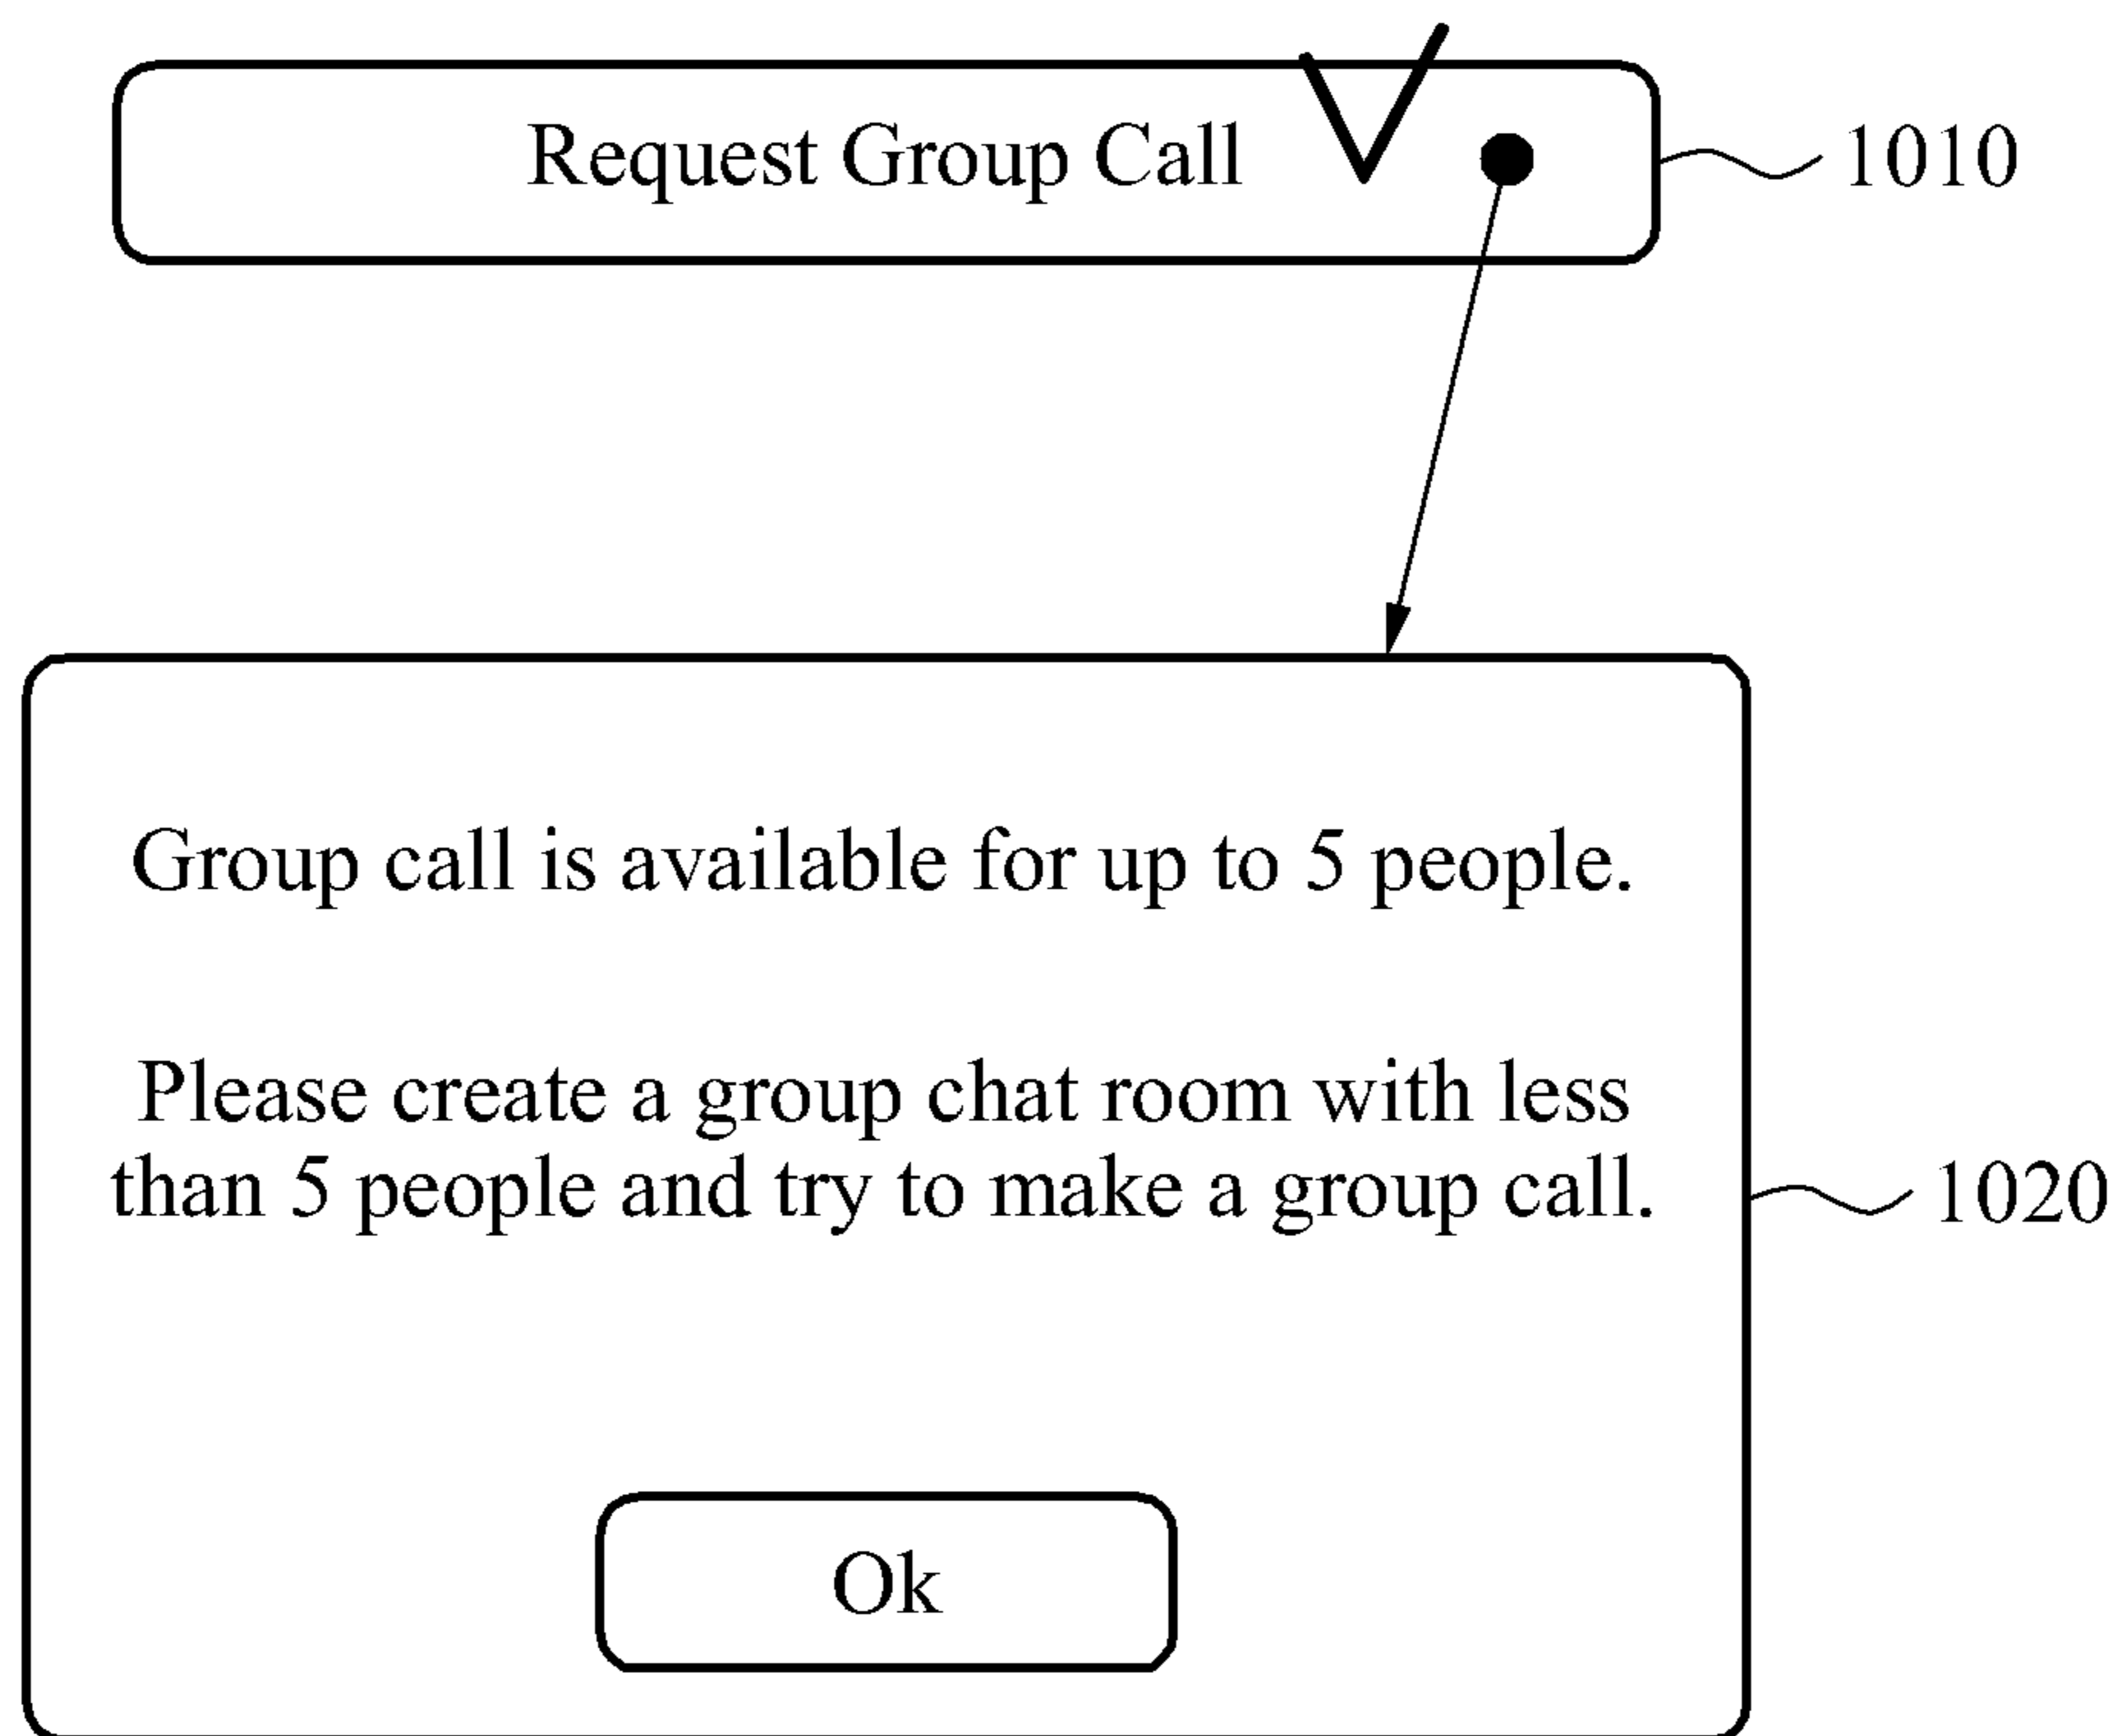 Request Group Call
1010
Group call is available for up to 5 people.
Please create a group chat room with less
than 5 people and try to make a group call.
1020
Ok